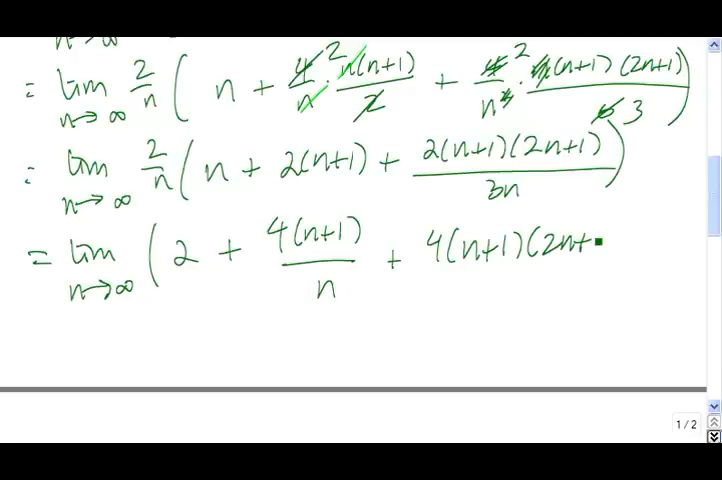 n→∞
= lim n→∞ 2/n ( n + 4 2/n · n(n+1)/2 + 4 2/n² · n(n+1)(2n+1)/6 3 )
= lim n→∞ 2/n ( n + 2(n+1) + 2(n+1)(2n+1)/3n )
= lim n→∞ ( 2 + 4(n+1)/n + 4(n+1)(2n+
1 / 2